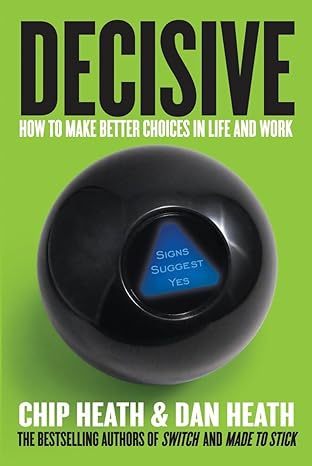 DECISIVE
HOW TO MAKE BETTER CHOICES IN LIFE AND WORK
SIGNS
SUGGEST
YES
CHIP HEATH & DAN HEATH
THE BESTSELLING AUTHORS OF SWITCH AND MADE TO STICK